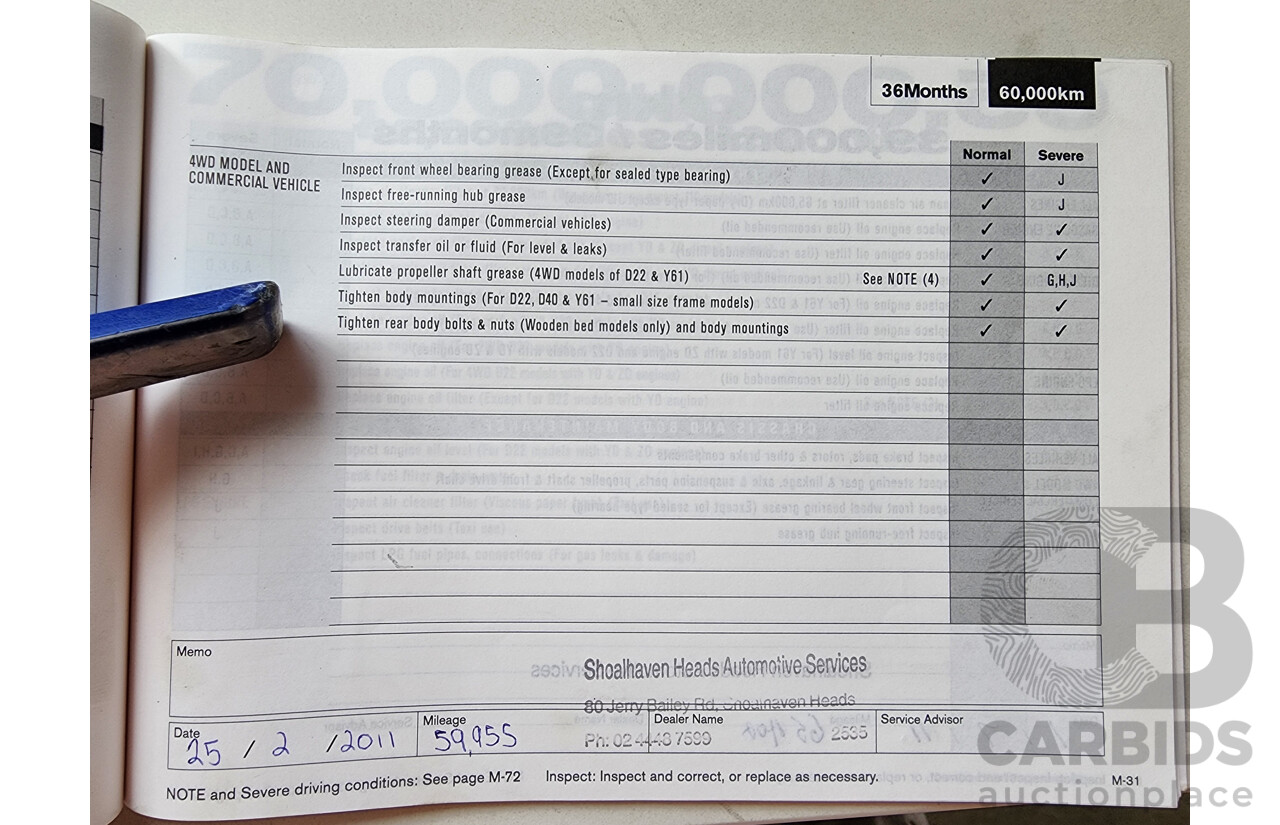 36Months 60,000km
Normal Severe
4WD MODEL AND
COMMERCIAL VEHICLE
Inspect front wheel bearing grease (Except for sealed type bearing) ✓ J
Inspect free-running hub grease ✓ J
Inspect steering damper (Commercial vehicles) ✓ ✓
Inspect transfer oil or fluid (For level & leaks) ✓ ✓
Lubricate propeller shaft grease (4WD models of D22 & Y61) See NOTE (4) ✓ G,H,J
Tighten body mountings (For D22, D40 & Y61 – small size frame models) ✓ ✓
Tighten rear body bolts & nuts (Wooden bed models only) and body mountings ✓ ✓
Memo
Shoalhaven Heads Automotive Services
80 Jerry Bailey Rd, Shoalhaven Heads
Date 25 / 2 / 2011
Mileage 59,955
Dealer Name
Ph: 02 4448 7599 2535
Service Advisor
NOTE and Severe driving conditions: See page M-72 Inspect: Inspect and correct, or replace as necessary. M-31
CARBIDS
auctionplace